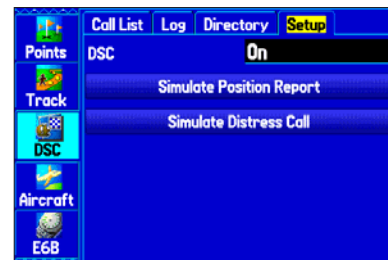 Call List Log Directory Setup
Points
DSC On
Simulate Position Report
Track
Simulate Distress Call
DSC
Aircraft
E6B